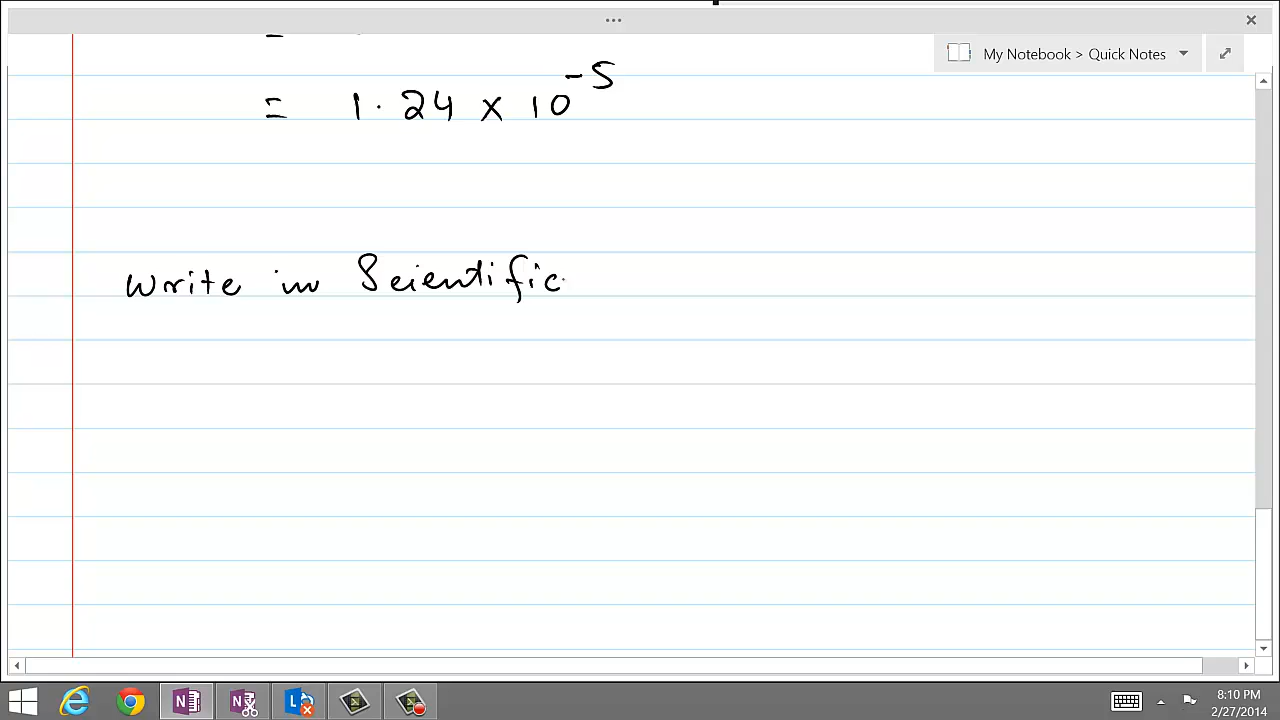 My Notebook > Quick Notes
= 1.24 x 10^-5
Write in Scientific
8:10 PM
2/27/2014